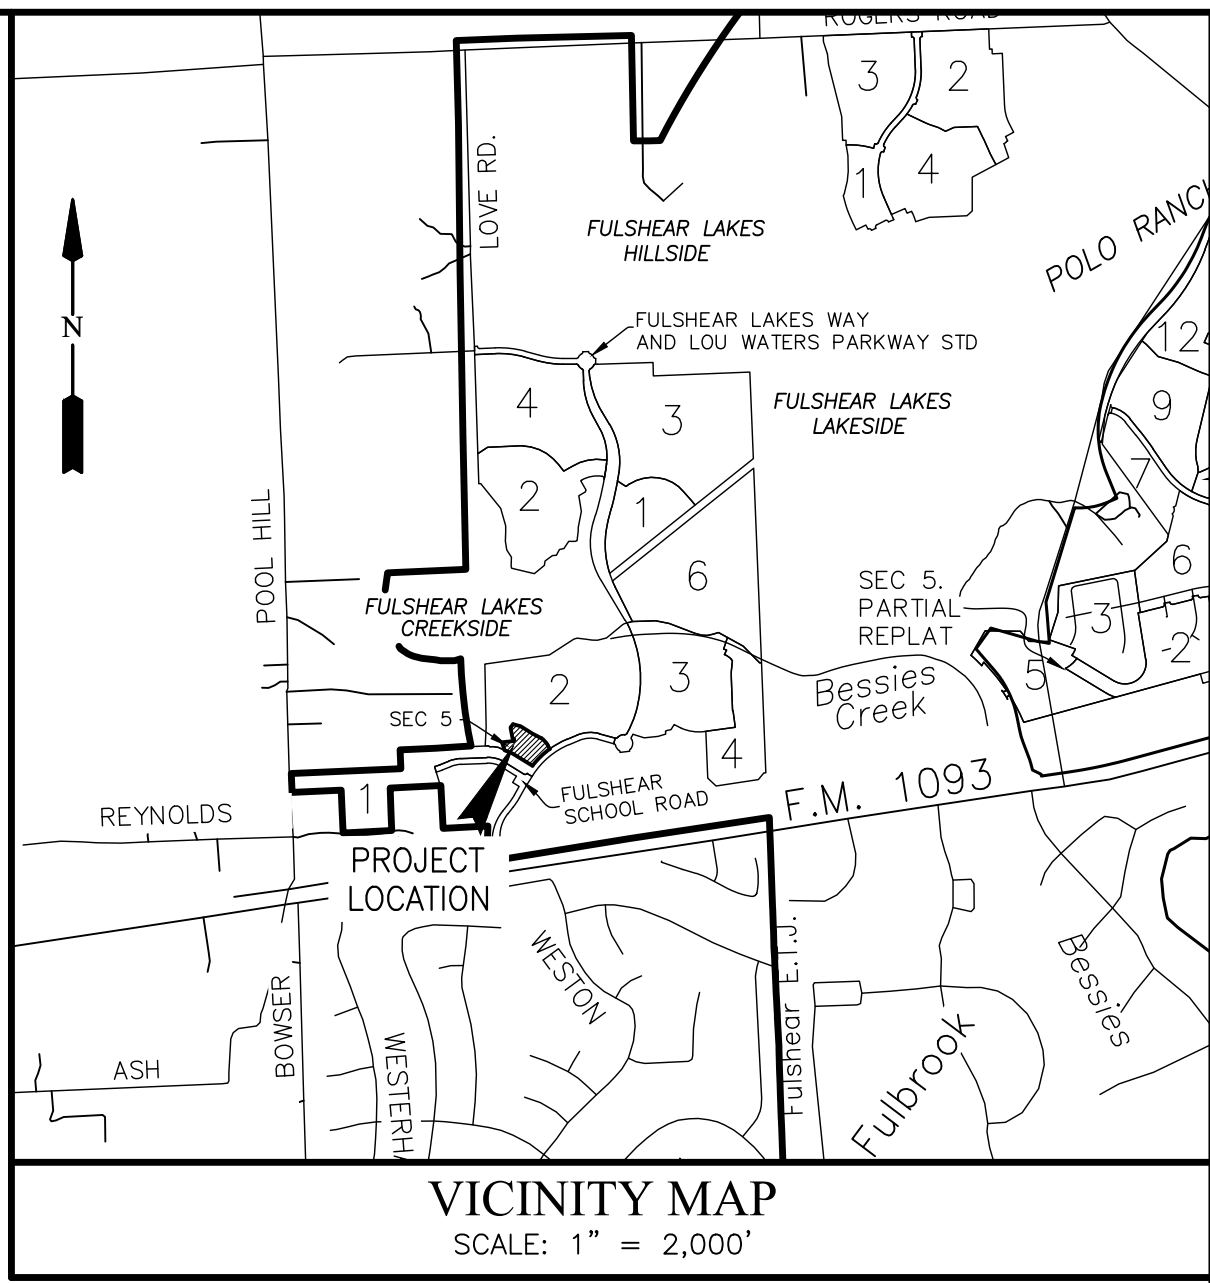 ROGERS ROAD
3
2
1
4
LOVE RD.
POLO RANCH
N
FULSHEAR LAKES
HILLSIDE
FULSHEAR LAKES WAY
AND LOU WATERS PARKWAY STD
12
4
3
FULSHEAR LAKES
LAKESIDE
9
2
1
7
POOL HILL
6
6
FULSHEAR LAKES
CREEKSIDE
SEC 5.
PARTIAL
REPLAT
3
2
2
3
5
Bessies
Creek
SEC 5
4
1
FULSHEAR
SCHOOL ROAD
F.M. 1093
REYNOLDS
PROJECT
LOCATION
WESTON
Fulshear E.T.J.
Bessies
BOWSER
WESTERH
ASH
Fulbrook
VICINITY MAP
SCALE: 1” = 2,000’